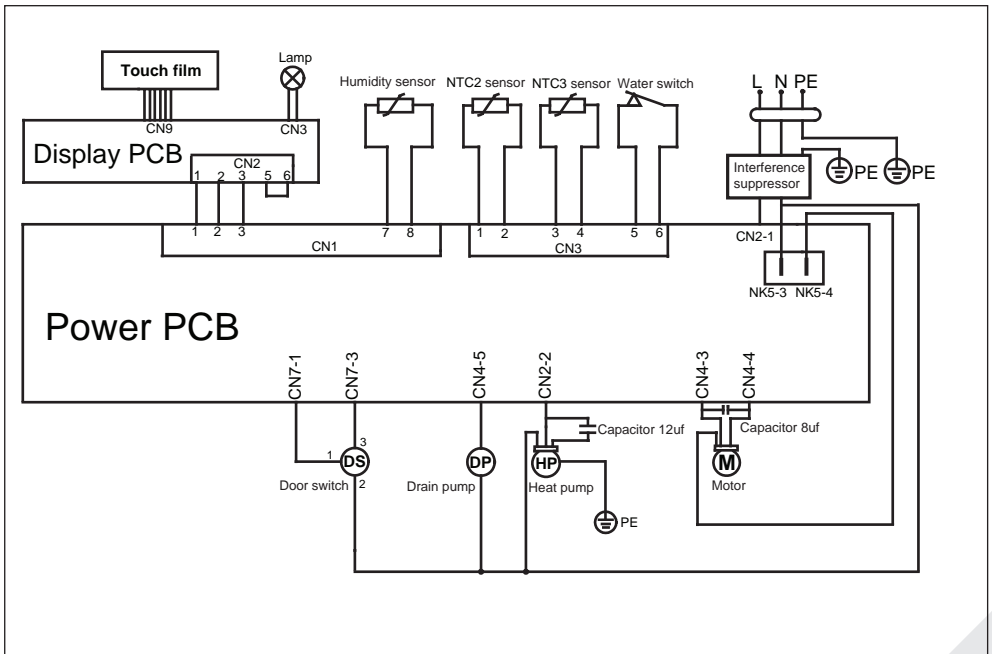 Touch film
Lamp
Humidity sensor
NTC2 sensor
NTC3 sensor
Water switch
L N PE
CN9
CN3
Display PCB
CN2
1 2 3 5 6
Interference
suppressor
PE
PE
1 2 3
7 8
CN1
1 2 3 4 5 6
CN3
CN2-1
NK5-3 NK5-4
Power PCB
CN7-1
CN7-3
CN4-5
CN2-2
CN4-3
CN4-4
Capacitor 12uf
Capacitor 8uf
3
1
DS
2
Door switch
DP
Drain pump
HP
Heat pump
M
Motor
PE